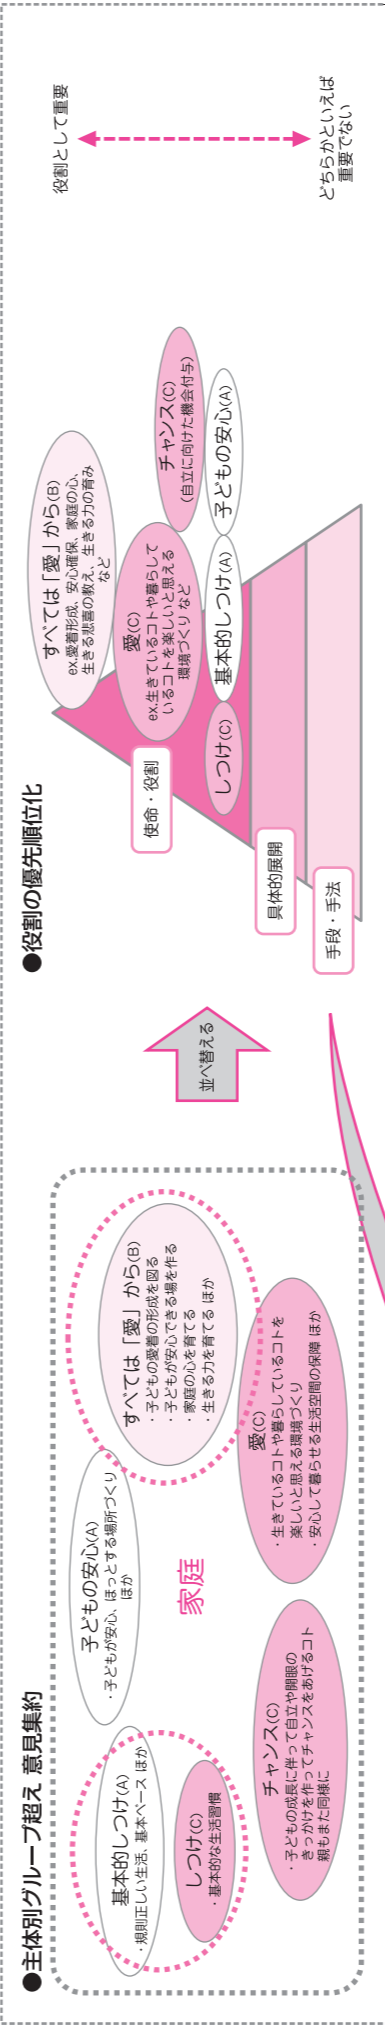 ●主体別グループ超え 意見集約
基本的しつけ(A)
・規則正しい生活、基本ベース ほか
しつけ(C)
・基本的な生活習慣
子どもの安心(A)
・子どもが安心、ほっとする場所づくり
ほか
家庭
チャンス(C)
・子どもの成長に伴って自立や開眼の
きっかけを作ってチャンスをあげるコト
親もまた同様に
すべては「愛」から(B)
・子どもの愛着の形成を図る
・子どもが安心できる場を作る
・家庭の心を育てる
・生きる力を育てる ほか
愛(C)
・生きているコトや暮らしているコトを
楽しいと思える環境づくり
・安心して暮らせる生活空間の保障 ほか
並べ替える
●役割の優先順位化
使命・役割
具体的展開
手段・手法
すべては「愛」から(B)
ex.愛着形成、安心確保、家庭の心、
生きる悲喜の教え、生きる力の育み
など
愛(C)
ex.生きているコトや暮らして
いるコトを楽しいと思える
環境づくり など
チャンス(C)
(自立に向けた機会付与)
しつけ(C)
基本的しつけ(A)
子どもの安心(A)
役割として重要
どちらかといえば
重要でない